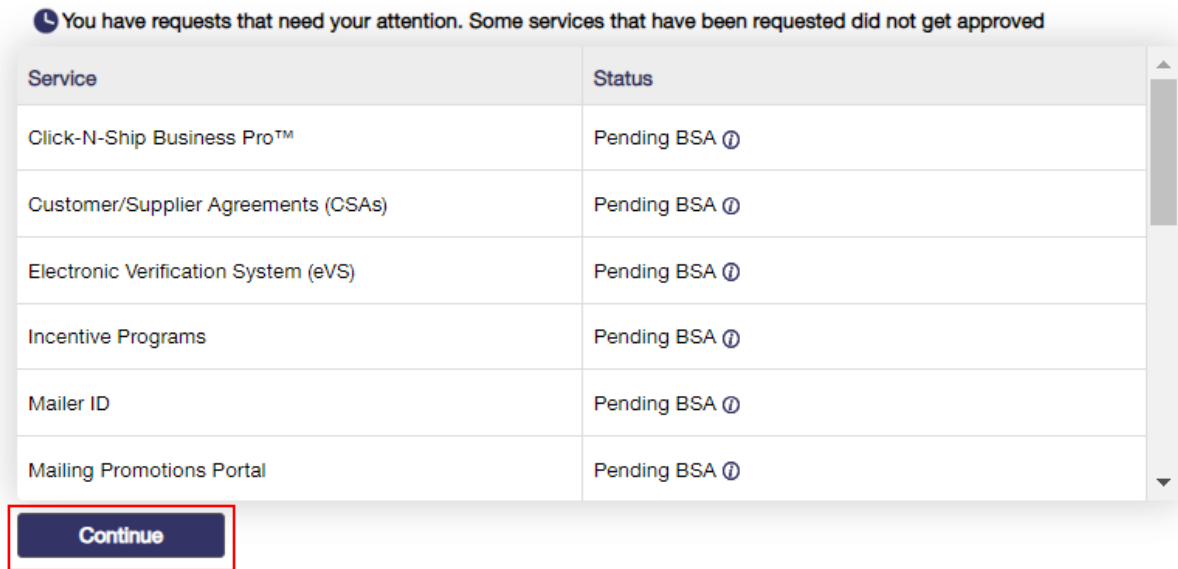 You have requests that need your attention. Some services that have been requested did not get approved
Service Status
Click-N-Ship Business Pro™ Pending BSA
Customer/Supplier Agreements (CSAs) Pending BSA
Electronic Verification System (eVS) Pending BSA
Incentive Programs Pending BSA
Mailer ID Pending BSA
Mailing Promotions Portal Pending BSA
Continue